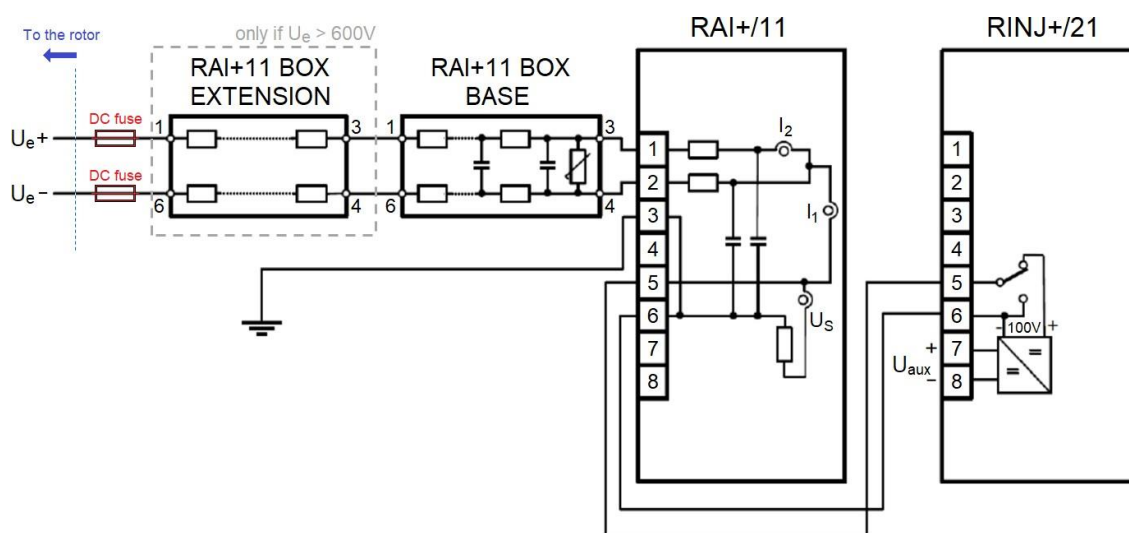 To the rotor
only if Ue > 600V
RAI+11 BOX
EXTENSION
RAI+11 BOX
BASE
RAI+/11
RINJ+/21
DC fuse
DC fuse
Ue+
Ue−
1
3
6
4
1
3
6
4
1
2
3
4
5
6
7
8
I2
I1
US
1
2
3
4
5
6
7
8
- 100V +
+
Uaux
−